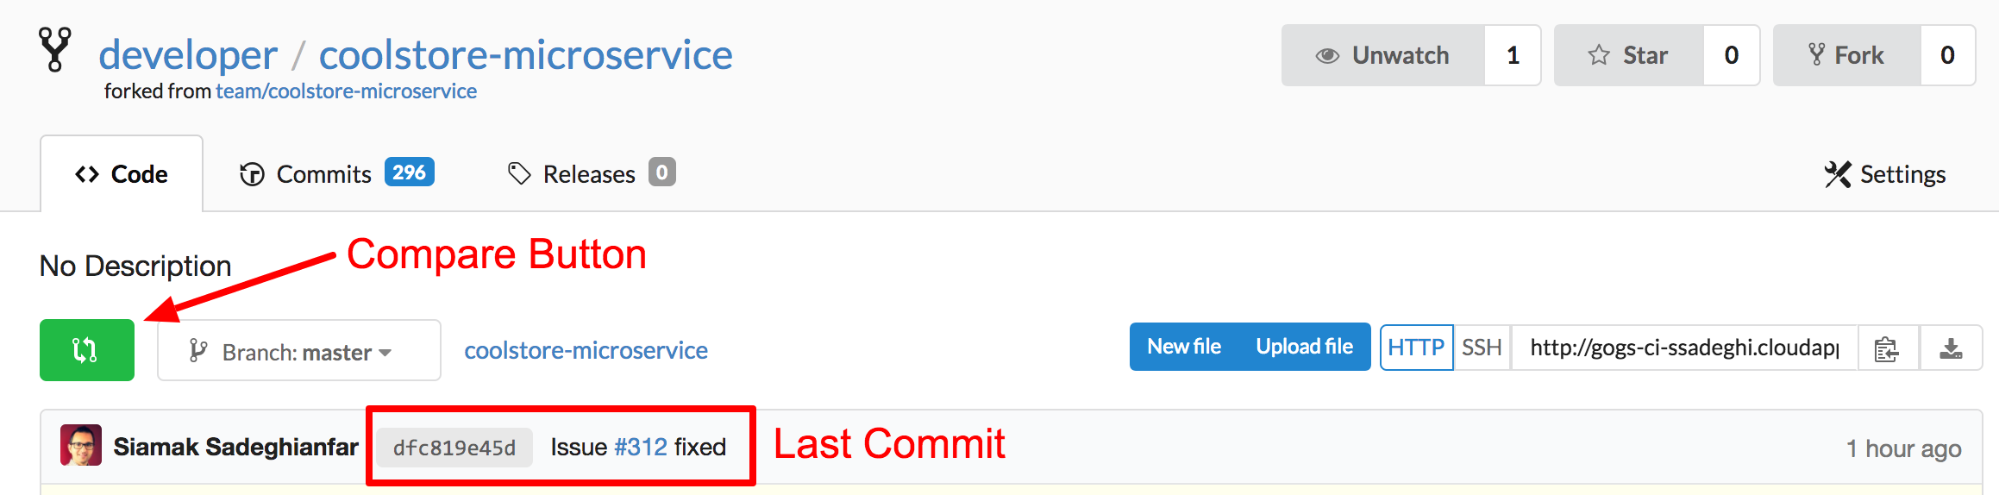 developer / coolstore-microservice
forked from team/coolstore-microservice
Unwatch 1 Star 0 Fork 0
Code Commits 296 Releases 0 Settings
Compare Button
No Description
Branch: master coolstore-microservice New file Upload file HTTP SSH http://gogs-ci-ssadeghi.cloudapp
Siamak Sadeghianfar dfc819e45d Issue #312 fixed Last Commit 1 hour ago